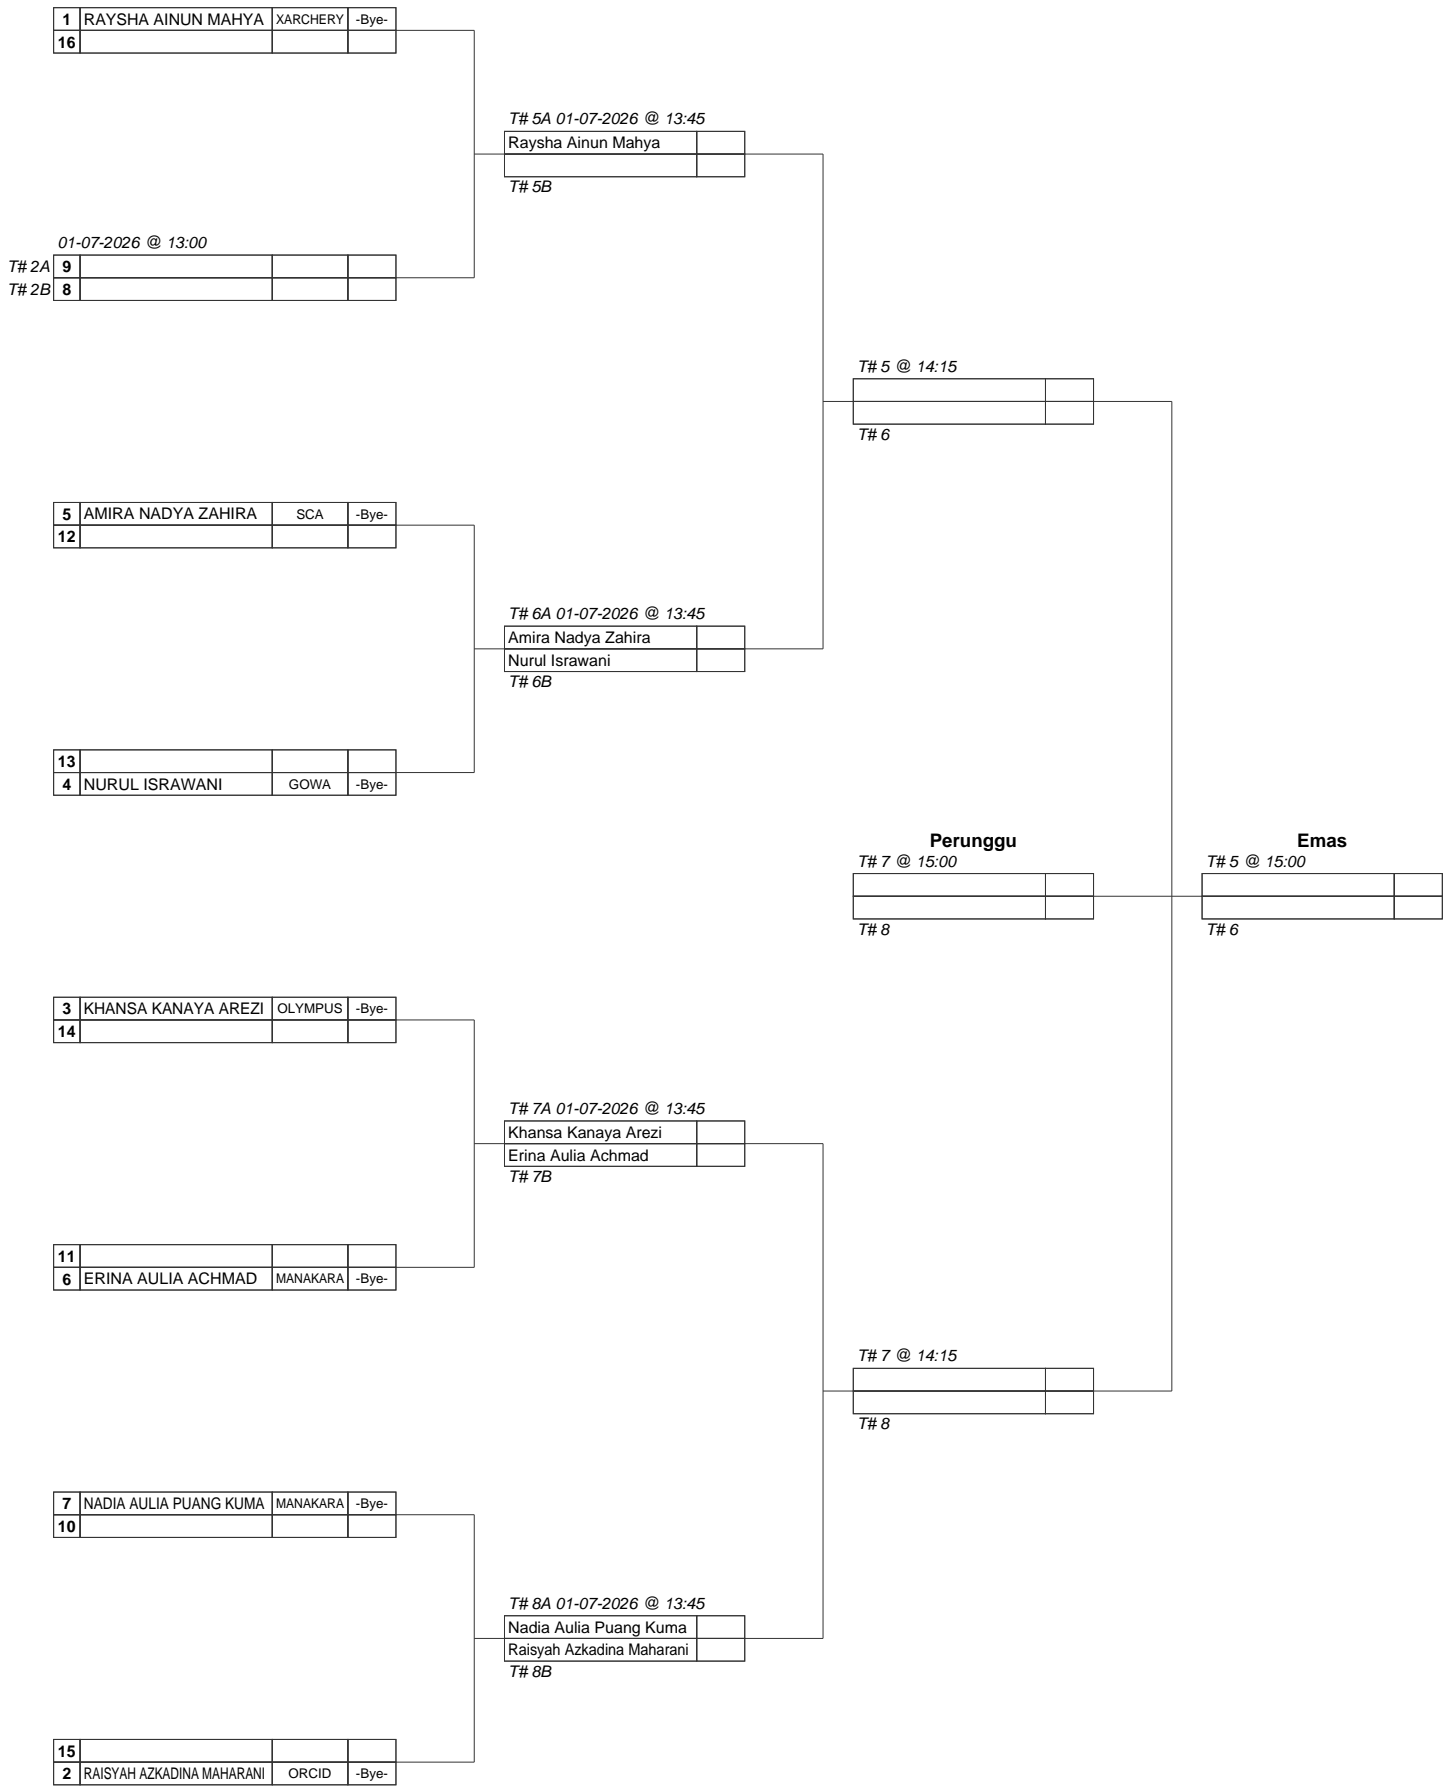 1 RAYSHA AINUN MAHYA XARCHERY -Bye-
16
T# 5A 01-07-2026 @ 13:45
Raysha Ainun Mahya
T# 5B
01-07-2026 @ 13:00
T# 2A 9
T# 2B 8
T# 5 @ 14:15
T# 6
5 AMIRA NADYA ZAHIRA SCA -Bye-
12
T# 6A 01-07-2026 @ 13:45
Amira Nadya Zahira
Nurul Israwani
T# 6B
13
4 NURUL ISRAWANI GOWA -Bye-
Perunggu
T# 7 @ 15:00
T# 8
Emas
T# 5 @ 15:00
T# 6
3 KHANSA KANAYA AREZI OLYMPUS -Bye-
14
T# 7A 01-07-2026 @ 13:45
Khansa Kanaya Arezi
Erina Aulia Achmad
T# 7B
11
6 ERINA AULIA ACHMAD MANAKARA -Bye-
T# 7 @ 14:15
T# 8
7 NADIA AULIA PUANG KUMA MANAKARA -Bye-
10
T# 8A 01-07-2026 @ 13:45
Nadia Aulia Puang Kuma
Raisyah Azkadina Maharani
T# 8B
15
2 RAISYAH AZKADINA MAHARANI ORCID -Bye-